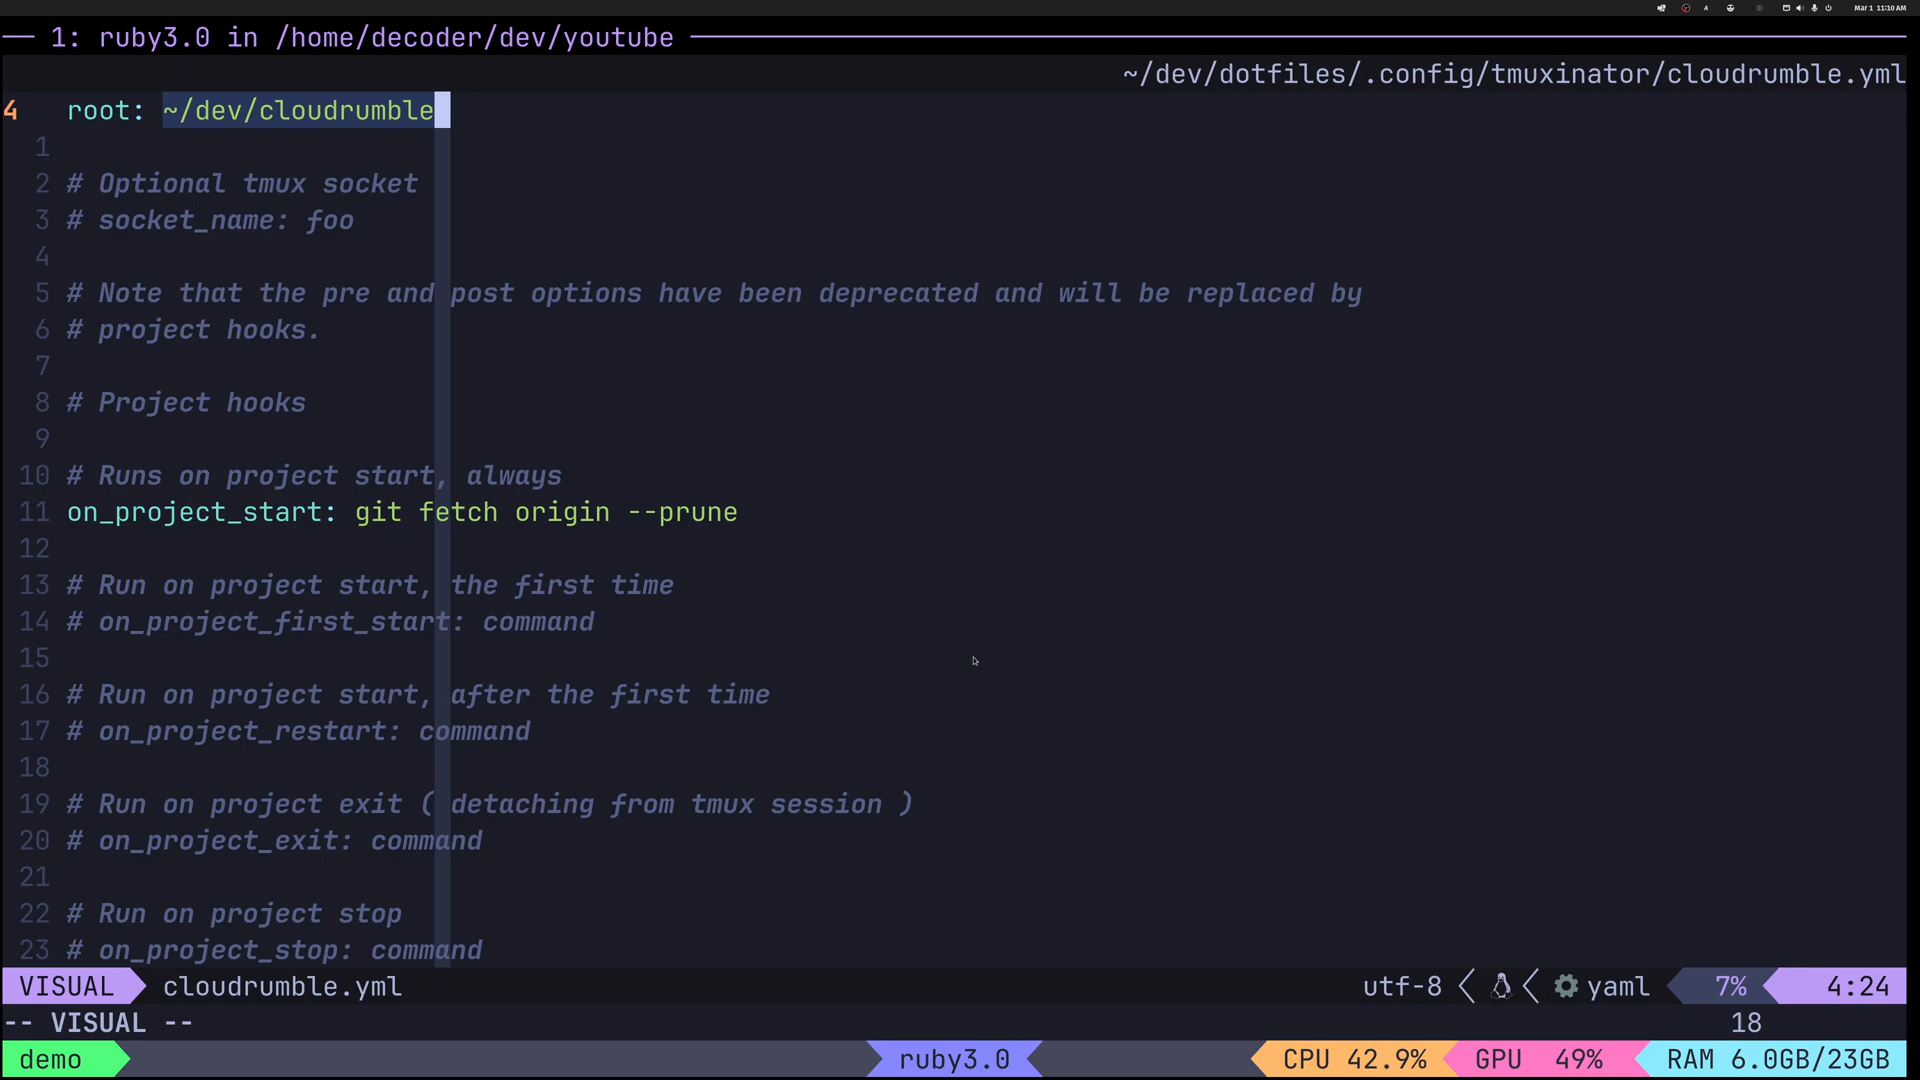 Mar 1 11:10 AM
1: ruby3.0 in /home/decoder/dev/youtube
~/dev/dotfiles/.config/tmuxinator/cloudrumble.yml
4 root: ~/dev/cloudrumble
1
2 # Optional tmux socket
3 # socket_name: foo
4
5 # Note that the pre and post options have been deprecated and will be replaced by
6 # project hooks.
7
8 # Project hooks
9
10 # Runs on project start, always
11 on_project_start: git fetch origin --prune
12
13 # Run on project start, the first time
14 # on_project_first_start: command
15
16 # Run on project start, after the first time
17 # on_project_restart: command
18
19 # Run on project exit ( detaching from tmux session )
20 # on_project_exit: command
21
22 # Run on project stop
23 # on_project_stop: command
VISUAL cloudrumble.yml utf-8 yaml 7% 4:24
-- VISUAL -- 18
demo ruby3.0 CPU 42.9% GPU 49% RAM 6.0GB/23GB